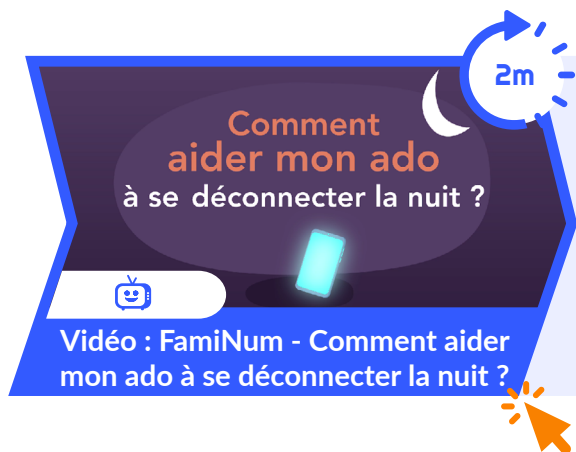 2m
Comment
aider mon ado
à se déconnecter la nuit ?
Vidéo : FamiNum - Comment aider
mon ado à se déconnecter la nuit ?